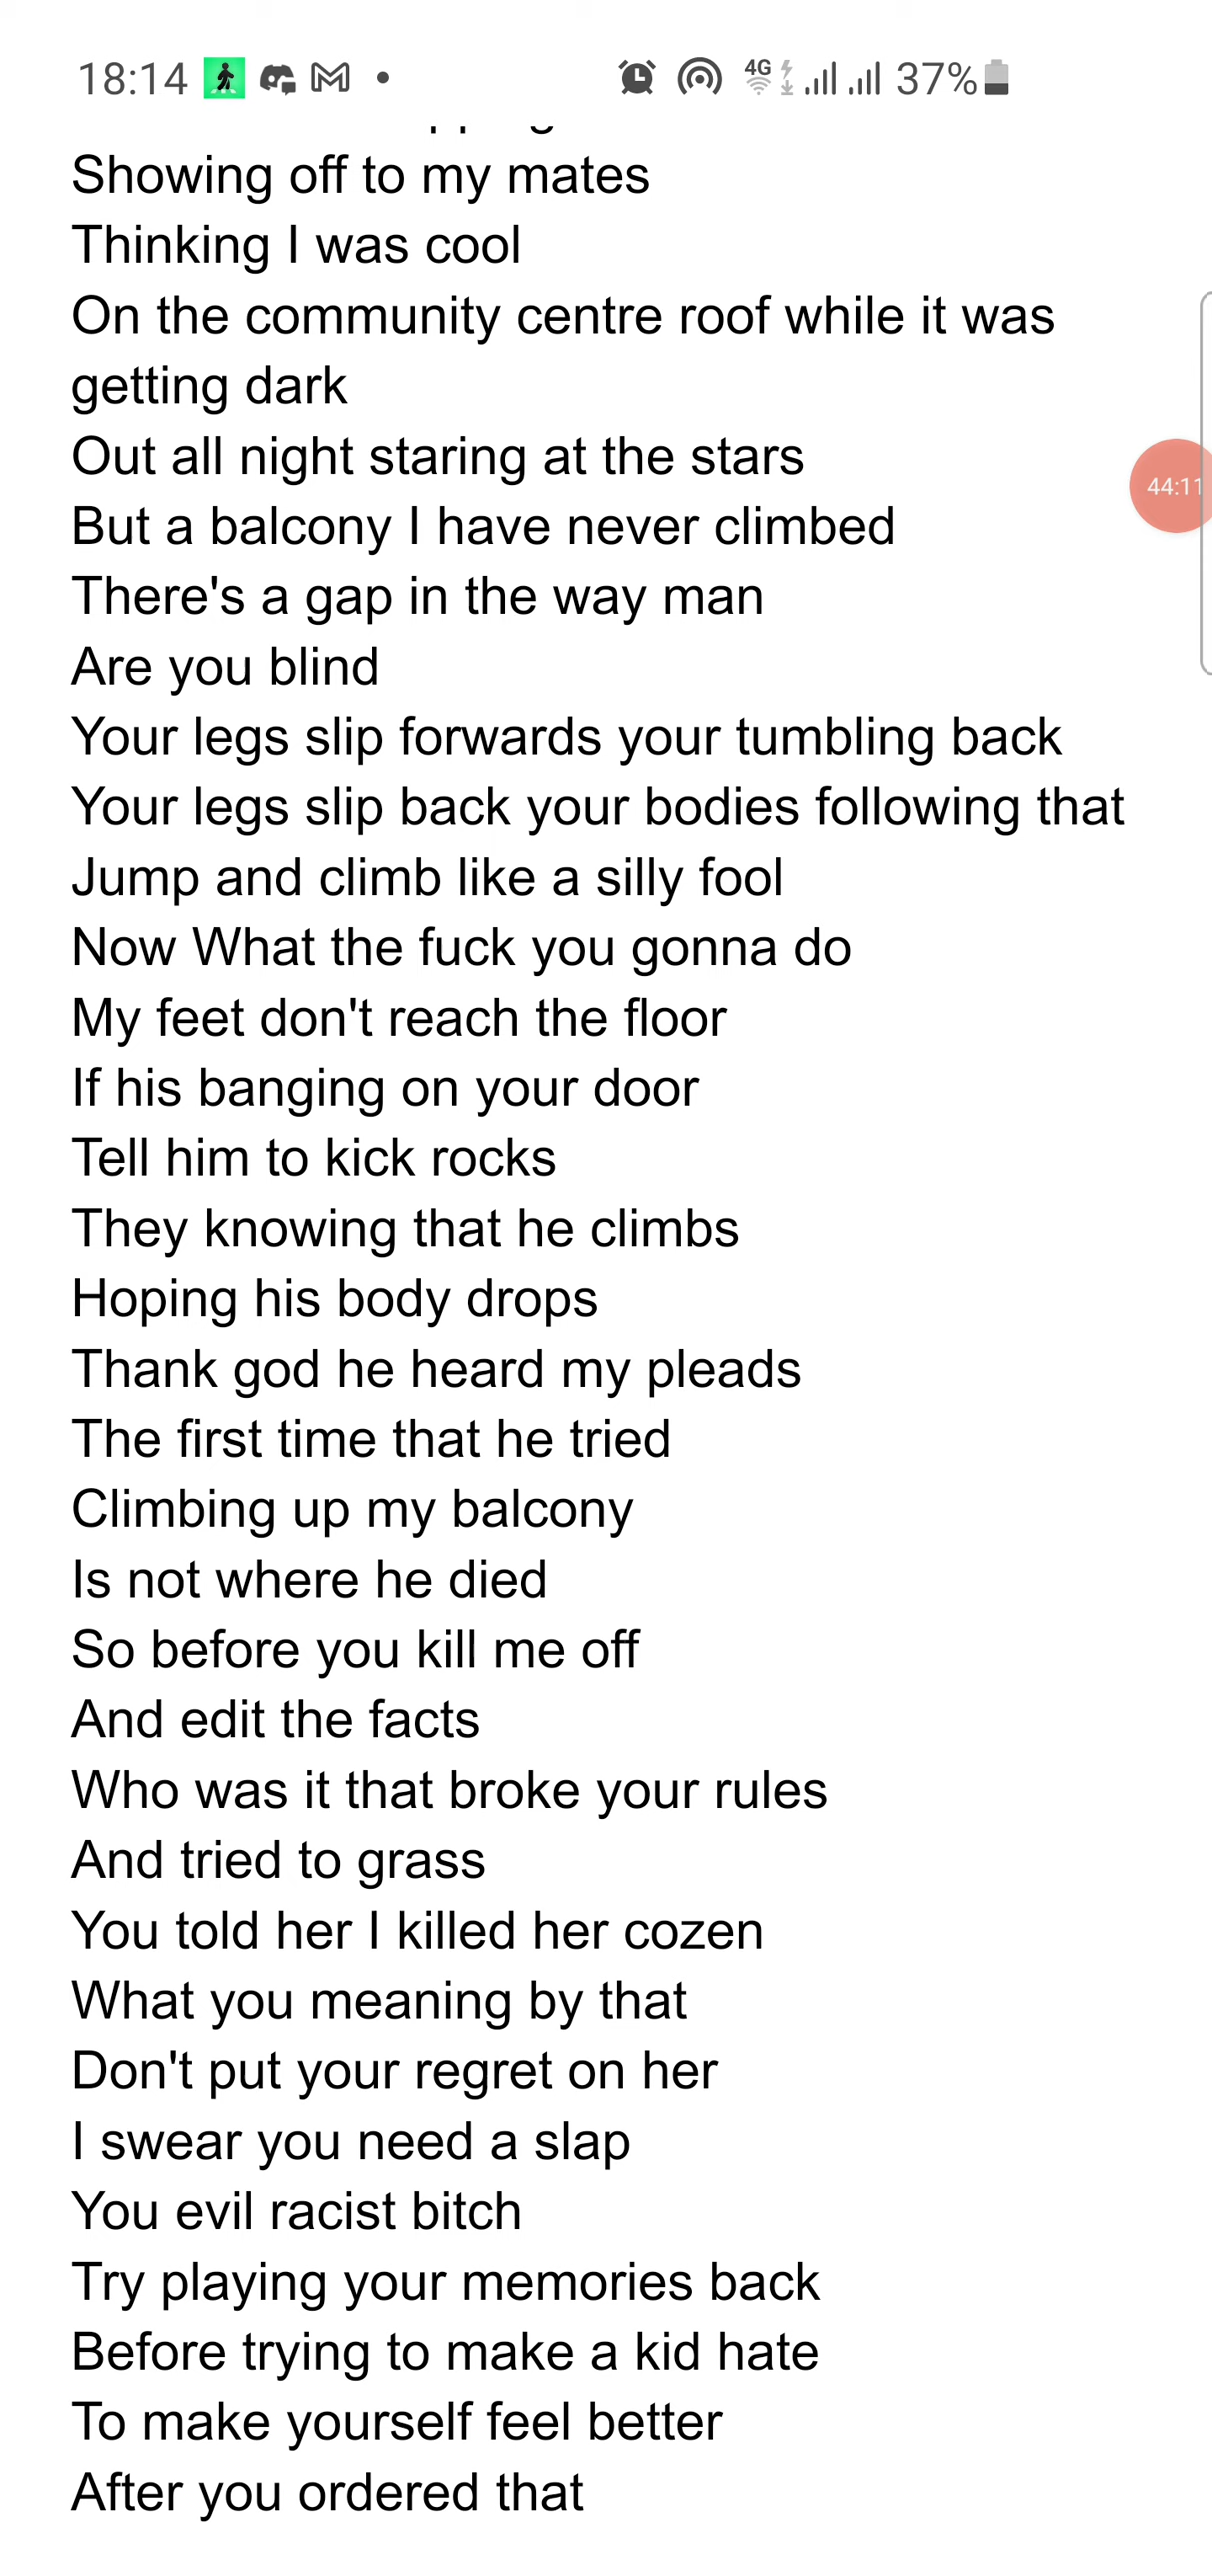 18:14 4G 37%
Showing off to my mates
Thinking I was cool
On the community centre roof while it was
getting dark
Out all night staring at the stars
44:11
But a balcony I have never climbed
There's a gap in the way man
Are you blind
Your legs slip forwards your tumbling back
Your legs slip back your bodies following that
Jump and climb like a silly fool
Now What the fuck you gonna do
My feet don't reach the floor
If his banging on your door
Tell him to kick rocks
They knowing that he climbs
Hoping his body drops
Thank god he heard my pleads
The first time that he tried
Climbing up my balcony
Is not where he died
So before you kill me off
And edit the facts
Who was it that broke your rules
And tried to grass
You told her I killed her cozen
What you meaning by that
Don't put your regret on her
I swear you need a slap
You evil racist bitch
Try playing your memories back
Before trying to make a kid hate
To make yourself feel better
After you ordered that